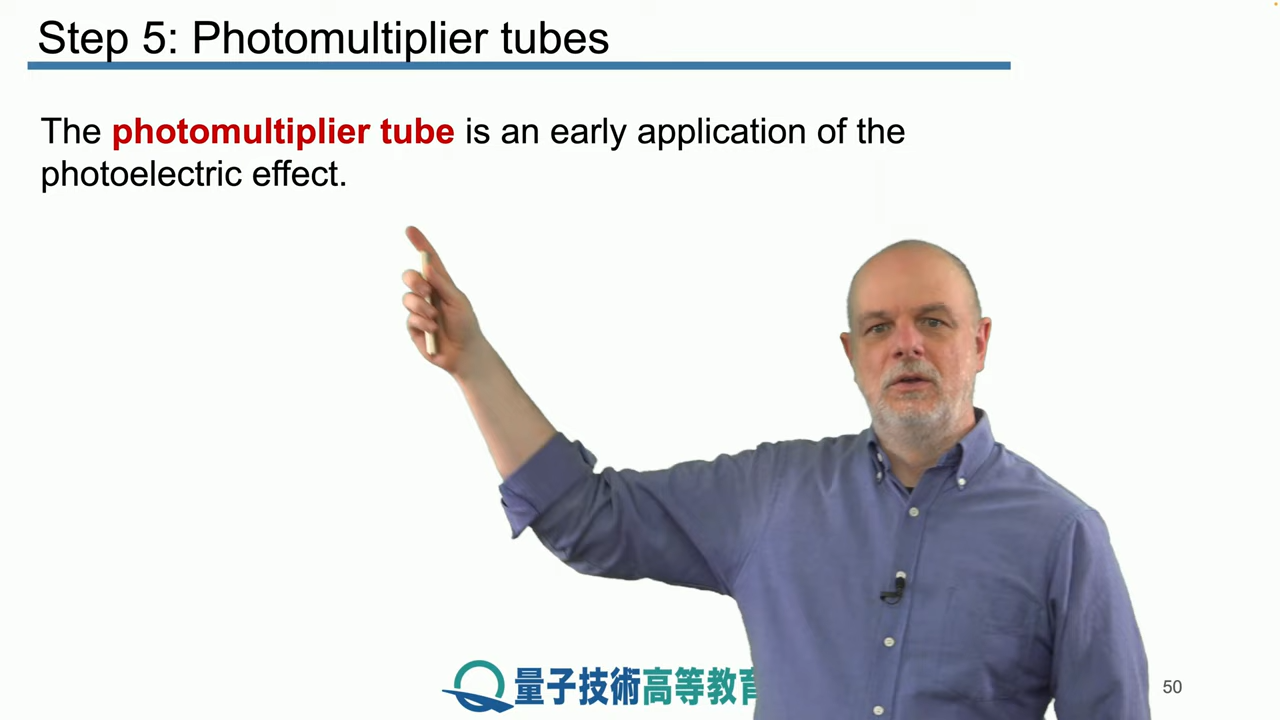 Step 5: Photomultiplier tubes
The photomultiplier tube is an early application of the
photoelectric effect.
量子技術高等教育
50